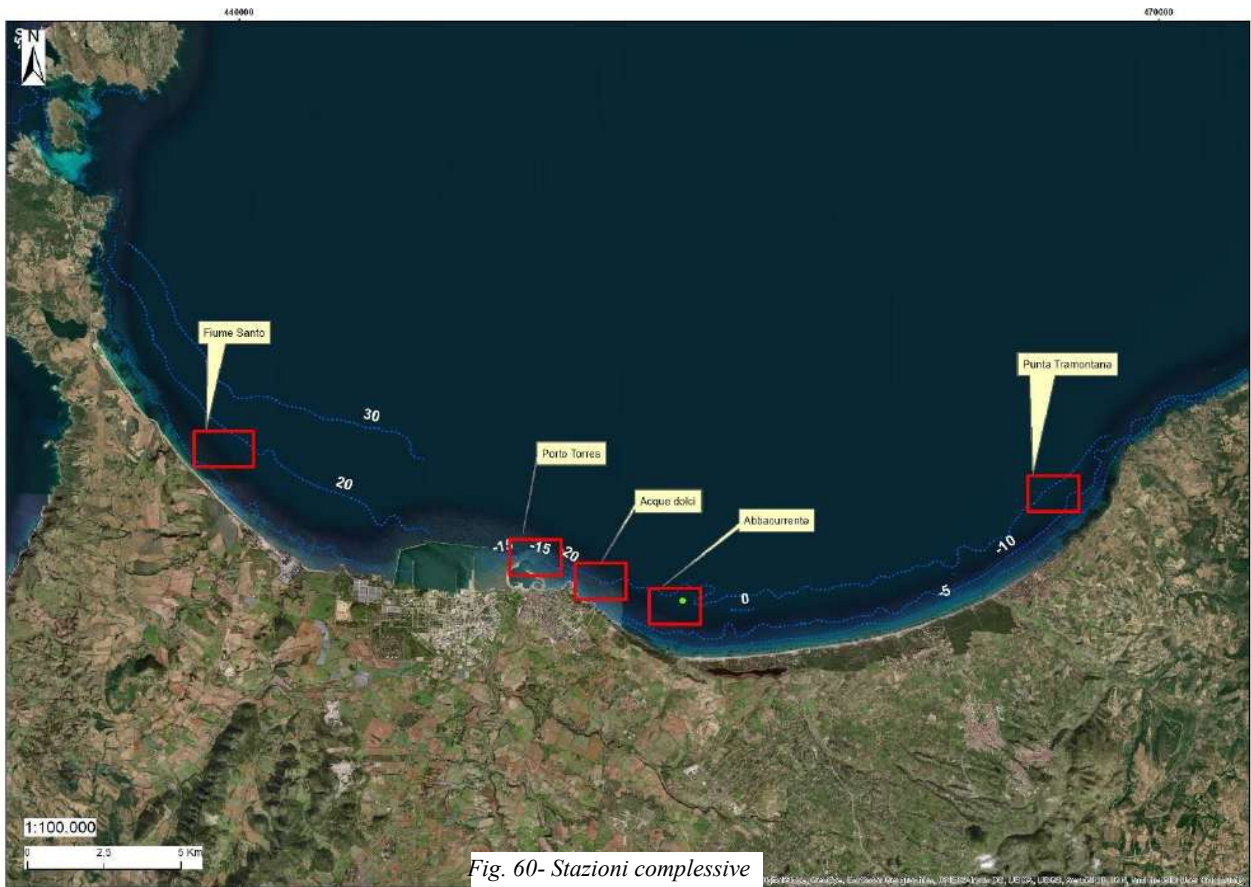 440000
470000
N
Fiume Santo
30
20
Porto Torres
Acque dolci
Abbacurrente
Punta Tramontana
-15
-15
-20
0
-10
-5
1:100.000
0 2,5 5 Km
Fig. 60- Stazioni complessive